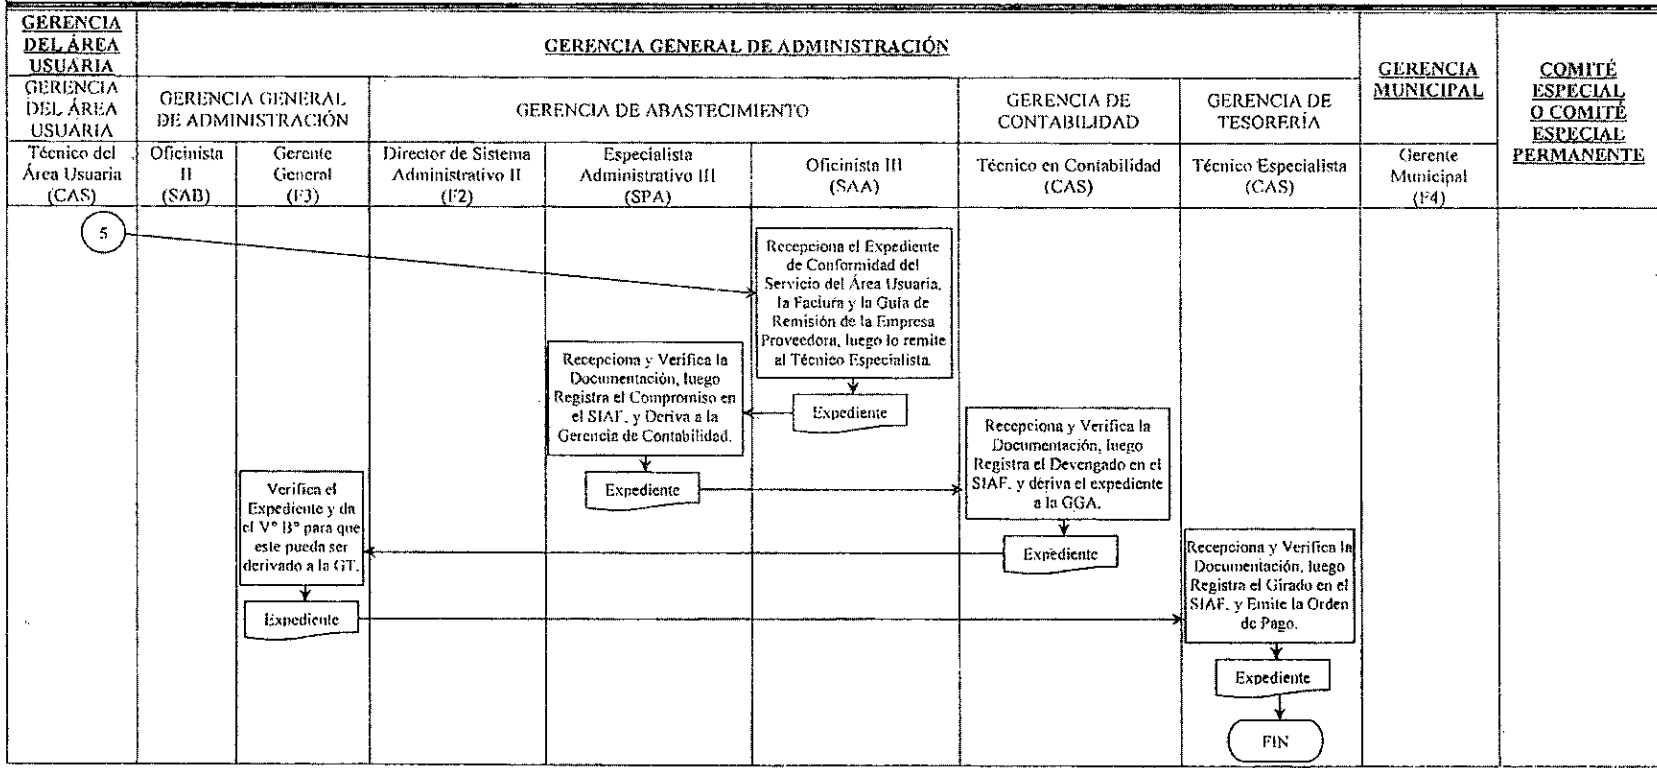 GERENCIA
DEL ÁREA
USUARIA
GERENCIA GENERAL DE ADMINISTRACIÓN
GERENCIA
MUNICIPAL
COMITÉ
ESPECIAL
O COMITÉ
ESPECIAL
PERMANENTE
GERENCIA
DEL ÁREA
USUARIA
GERENCIA GENERAL
DE ADMINISTRACIÓN
GERENCIA DE ABASTECIMIENTO
GERENCIA DE
CONTABILIDAD
GERENCIA DE
TESORERÍA
Técnico del
Área Usuaria
(CAS)
Oficinista
II
(SAB)
Gerente
General
(F3)
Director de Sistema
Administrativo II
(F2)
Especialista
Administrativo III
(SPA)
Oficinista III
(SAA)
Técnico en Contabilidad
(CAS)
Técnico Especialista
(CAS)
Gerente
Municipal
(F4)
5
Recepciona el Expediente
de Conformidad del
Servicio del Área Usuaria,
la Factura y la Guía de
Remisión de la Empresa
Proveedora, luego lo remite
al Técnico Especialista.
Expediente
Recepciona y Verifica la
Documentación, luego
Registra el Compromiso en
el SIAF, y Deriva a la
Gerencia de Contabilidad.
Expediente
Recepciona y Verifica la
Documentación, luego
Registra el Devengado en el
SIAF, y deriva el expediente
a la GGA.
Expediente
Verifica el
Expediente y da
el V° B° para que
este pueda ser
derivado a la GT.
Expediente
Recepciona y Verifica la
Documentación, luego
Registra el Girado en el
SIAF, y Emite la Orden
de Pago.
Expediente
FIN